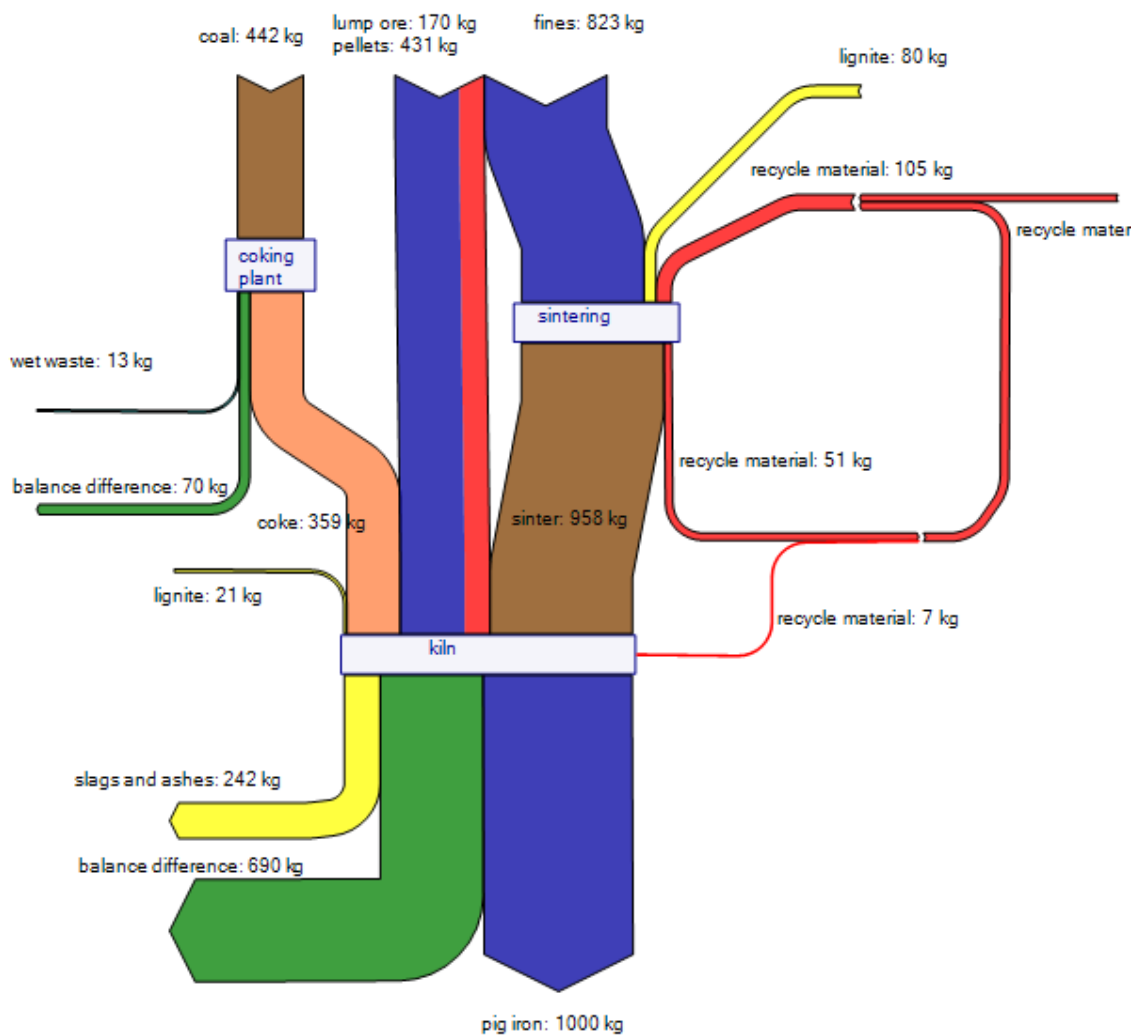 coal: 442 kg
lump ore: 170 kg
pellets: 431 kg
fines: 823 kg
lignite: 80 kg
recycle material: 105 kg
recycle mater
coking
plant
sintering
wet waste: 13 kg
balance difference: 70 kg
coke: 359 kg
sinter: 958 kg
recycle material: 51 kg
lignite: 21 kg
recycle material: 7 kg
kiln
slags and ashes: 242 kg
balance difference: 690 kg
pig iron: 1000 kg